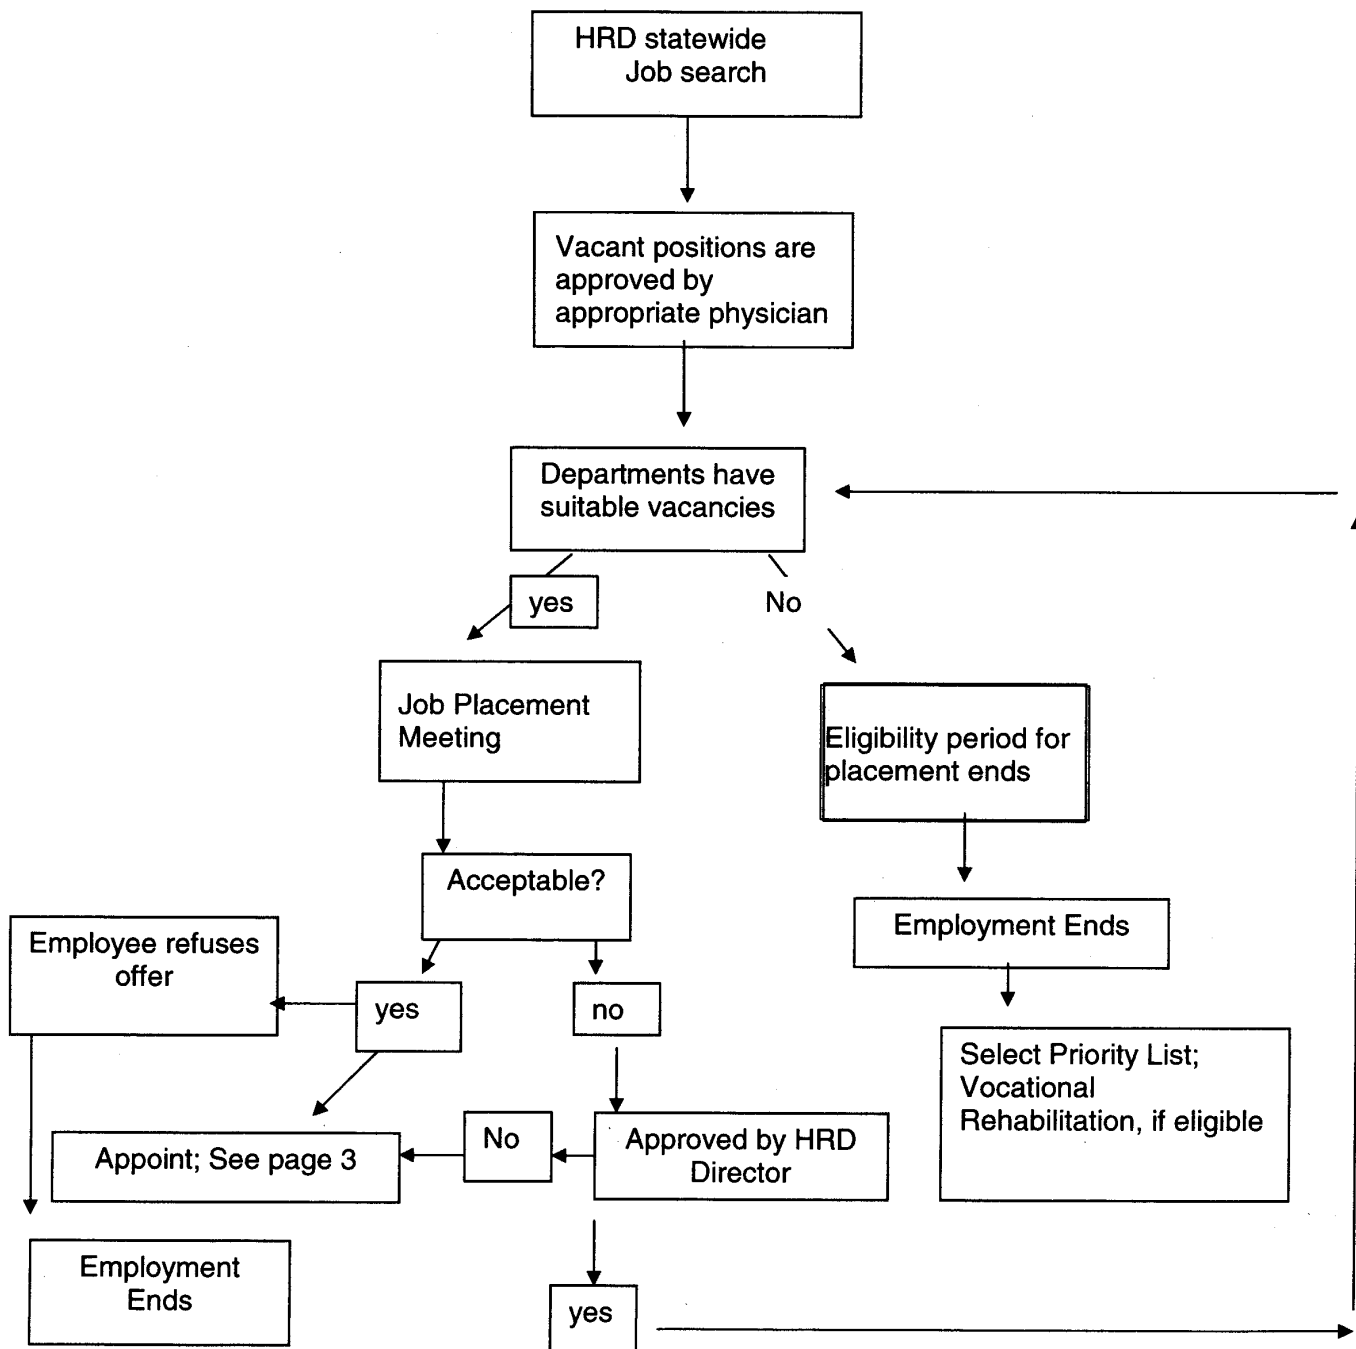 HRD statewide
Job search
Vacant positions are
approved by
appropriate physician
Departments have
suitable vacancies
yes
No
Job Placement
Meeting
Eligibility period for
placement ends
Acceptable?
Employment Ends
Employee refuses
offer
yes
no
Select Priority List;
Vocational
Rehabilitation, if eligible
Appoint; See page 3
No
Approved by HRD
Director
Employment
Ends
yes